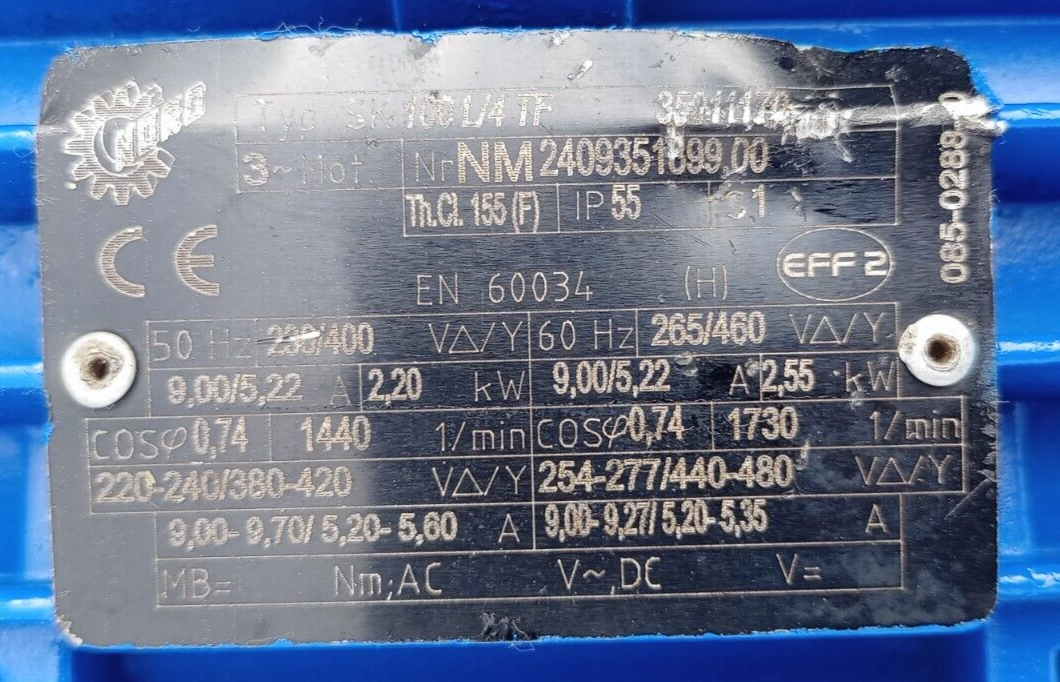 NORD
Typ SK 100 L/4 TF
3~Mot Nr NM 2409351699,00
Th.Cl. 155 (F) IP 55 S1
085-0288
CE
EN 60034 (H) EFF 2
50 Hz 230/400 V△/Y 60 Hz 265/460 V△/Y
9,00/5,22 A 2,20 kW 9,00/5,22 A 2,55 kW
COSφ 0,74 1440 1/min COSφ 0,74 1730 1/min
220-240/380-420 V△/Y 254-277/440-480 V△/Y
9,00-9,70/5,20-5,60 A 9,00-9,27/5,20-5,35 A
MB= Nm,AC V~,DC V=